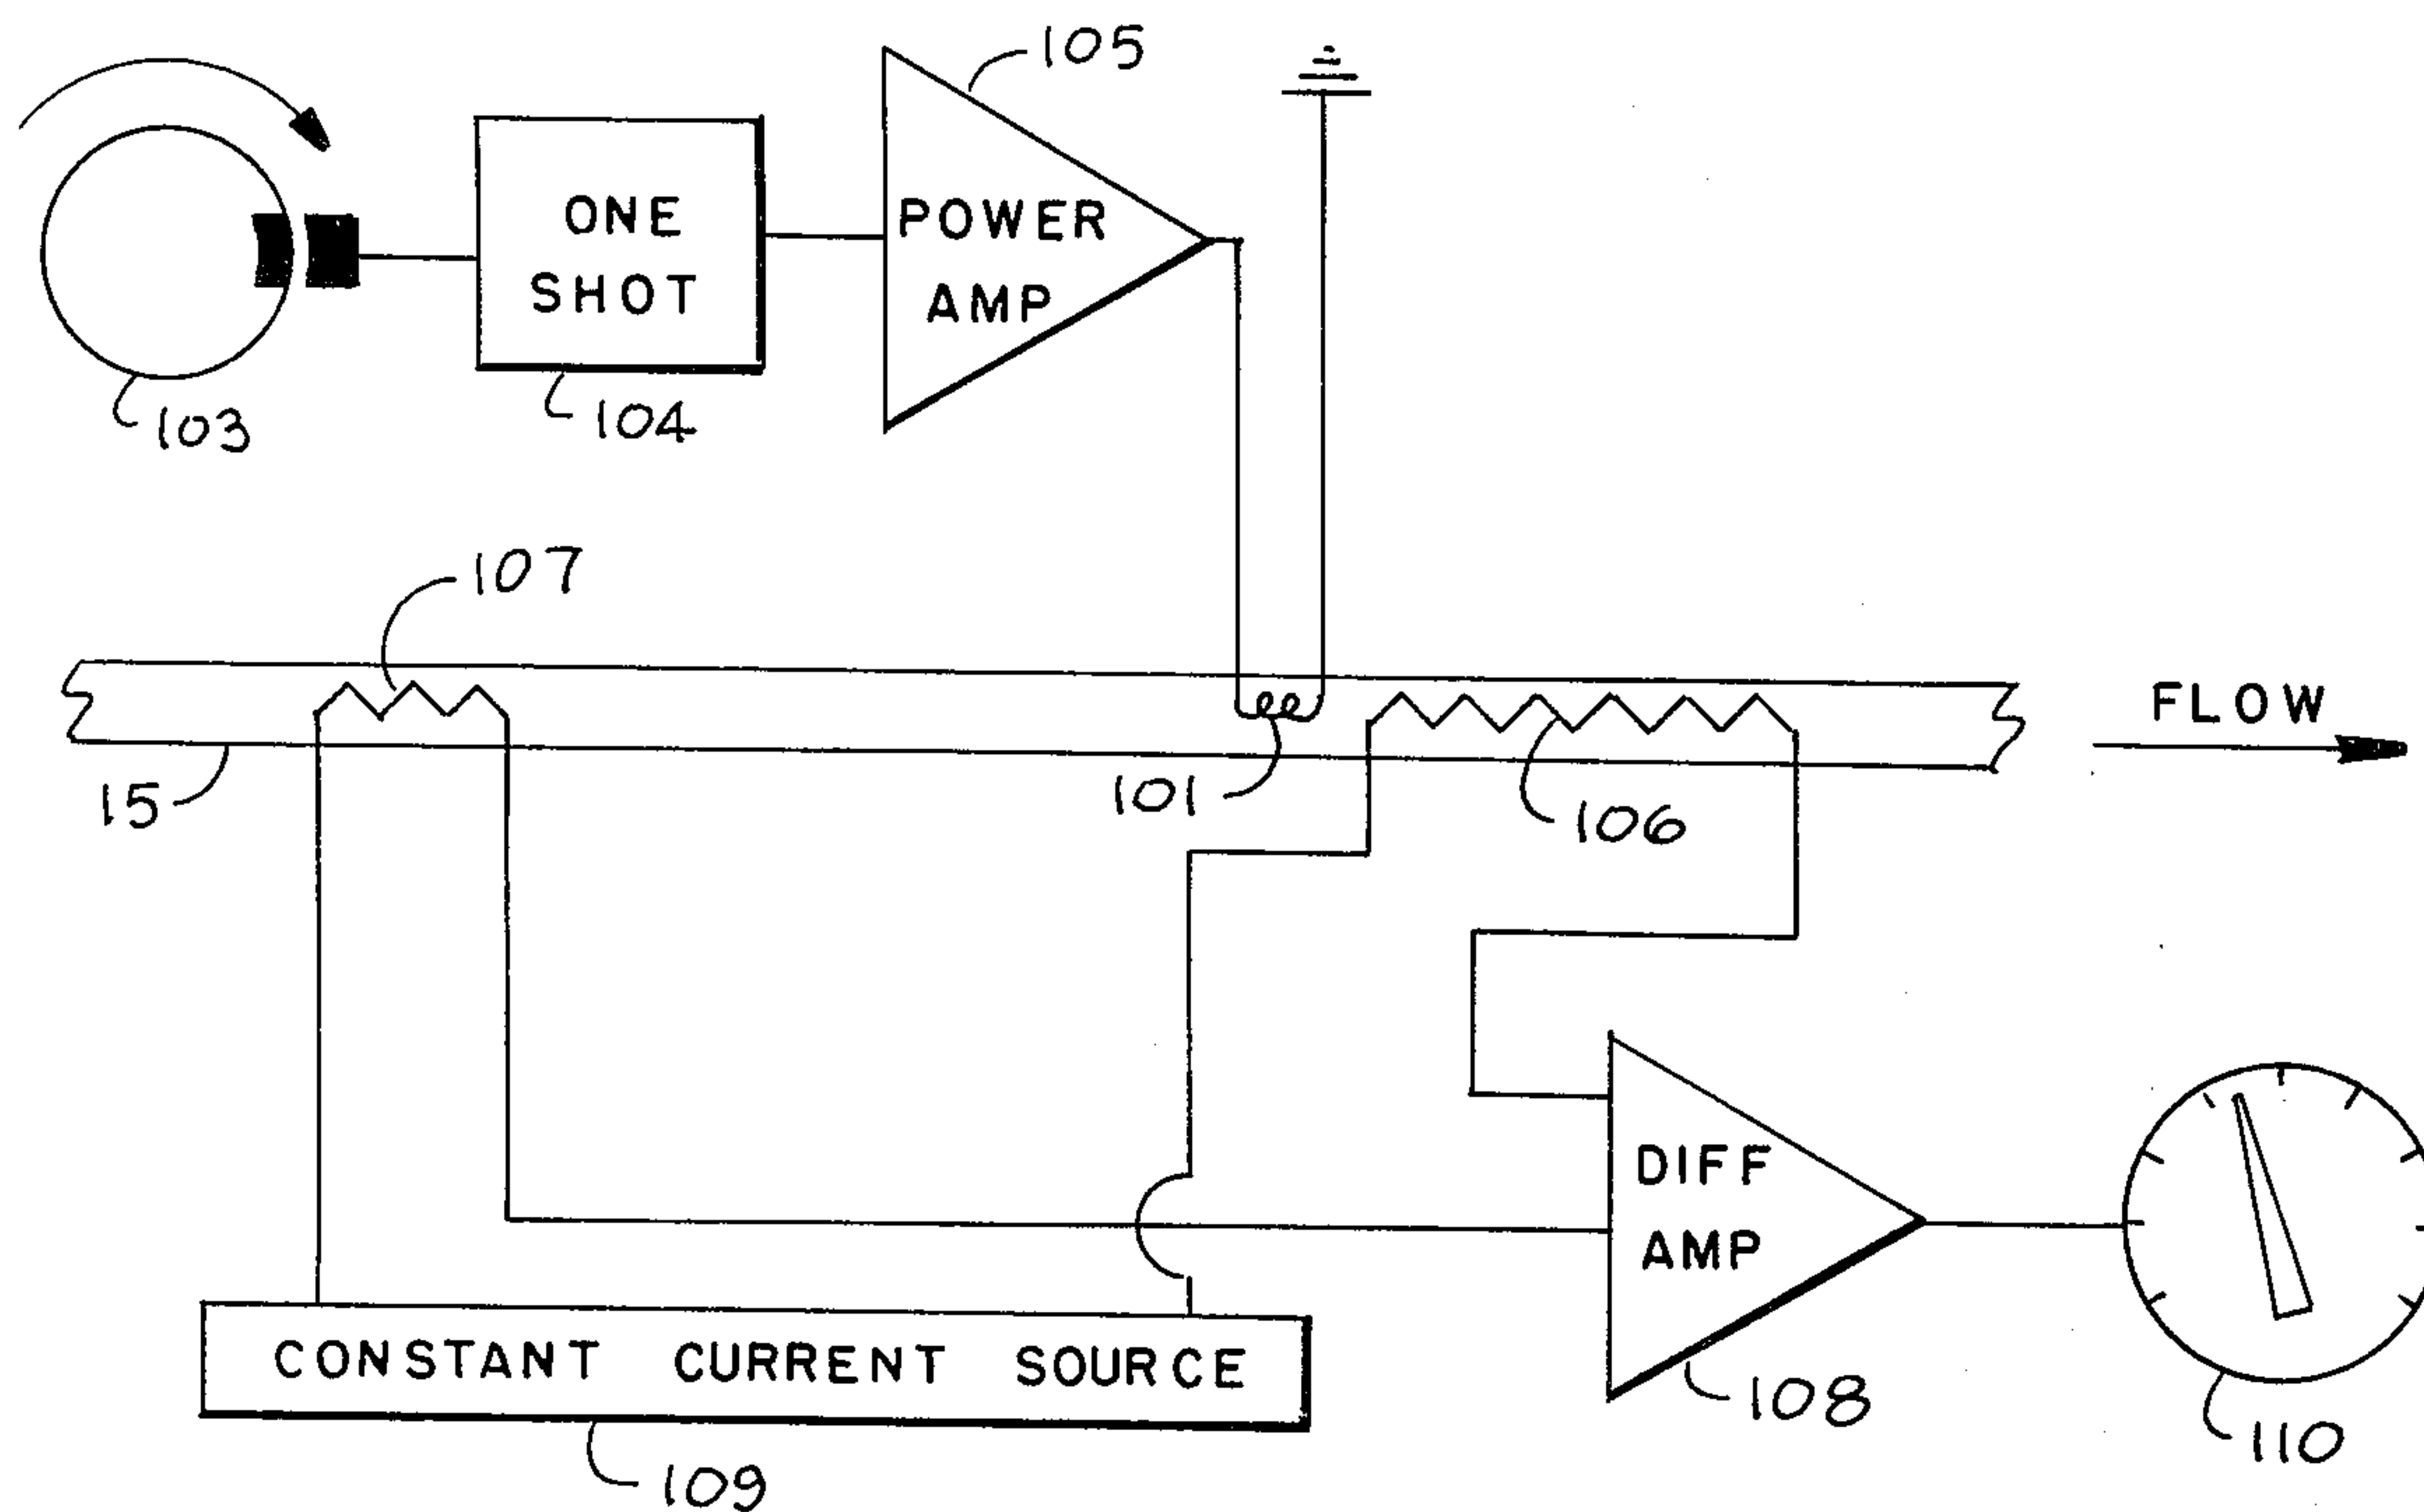 105
ONE
SHOT
POWER
AMP
103
104
107
FLOW
15
101
106
DIFF
AMP
CONSTANT CURRENT SOURCE
108
110
109